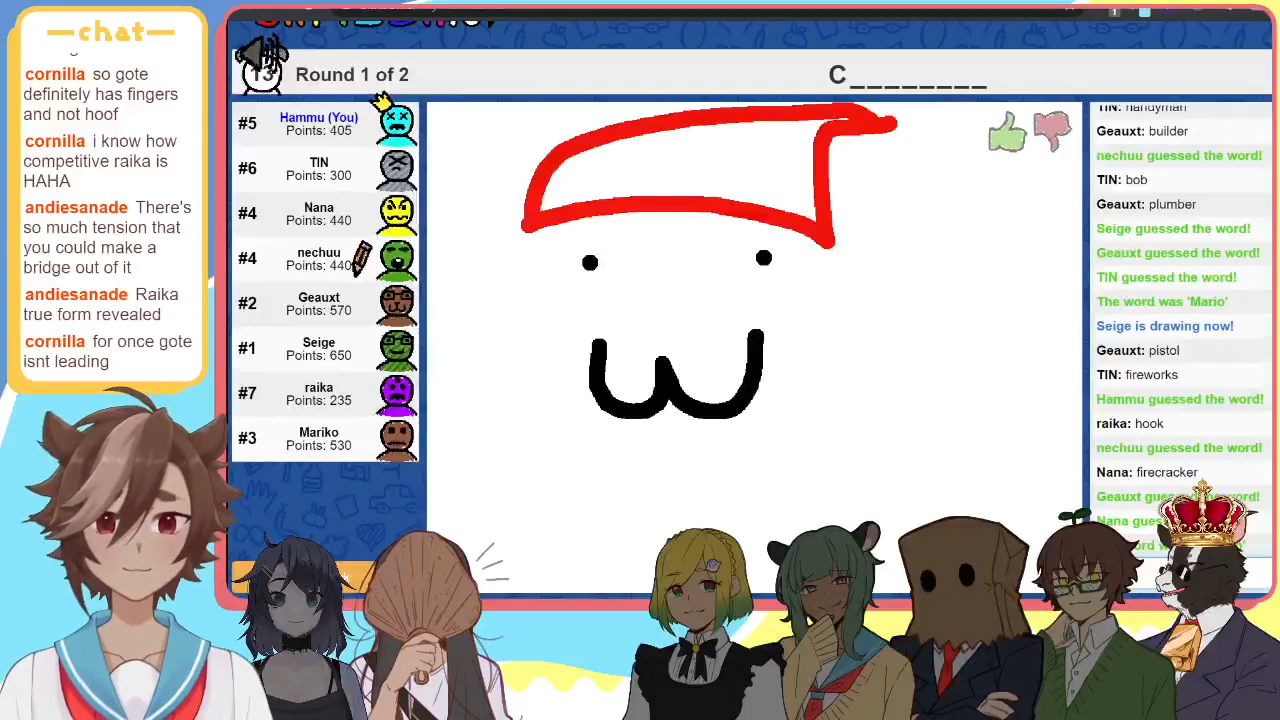 chat
cornilla so gote
definitely has fingers
and not hoof
cornilla i know how
competitive raika is
HAHA
andiesanade There's
so much tension that
you could make a
bridge out of it
andiesanade Raika
true form revealed
cornilla for once gote
isnt leading
Round 1 of 2
C________
#5 Hammu (You)
Points: 405
#6 TIN
Points: 300
#4 Nana
Points: 440
#4 nechuu
Points: 440
#2 Geauxt
Points: 570
#1 Seige
Points: 650
#7 raika
Points: 235
#3 Mariko
Points: 530
TIN: handyman
Geauxt: builder
nechuu guessed the word!
TIN: bob
Geauxt: plumber
Seige guessed the word!
Geauxt guessed the word!
TIN guessed the word!
The word was 'Mario'
Seige is drawing now!
Geauxt: pistol
TIN: fireworks
Hammu guessed the word!
raika: hook
nechuu guessed the word!
Nana: firecracker
Geauxt word!
Nana